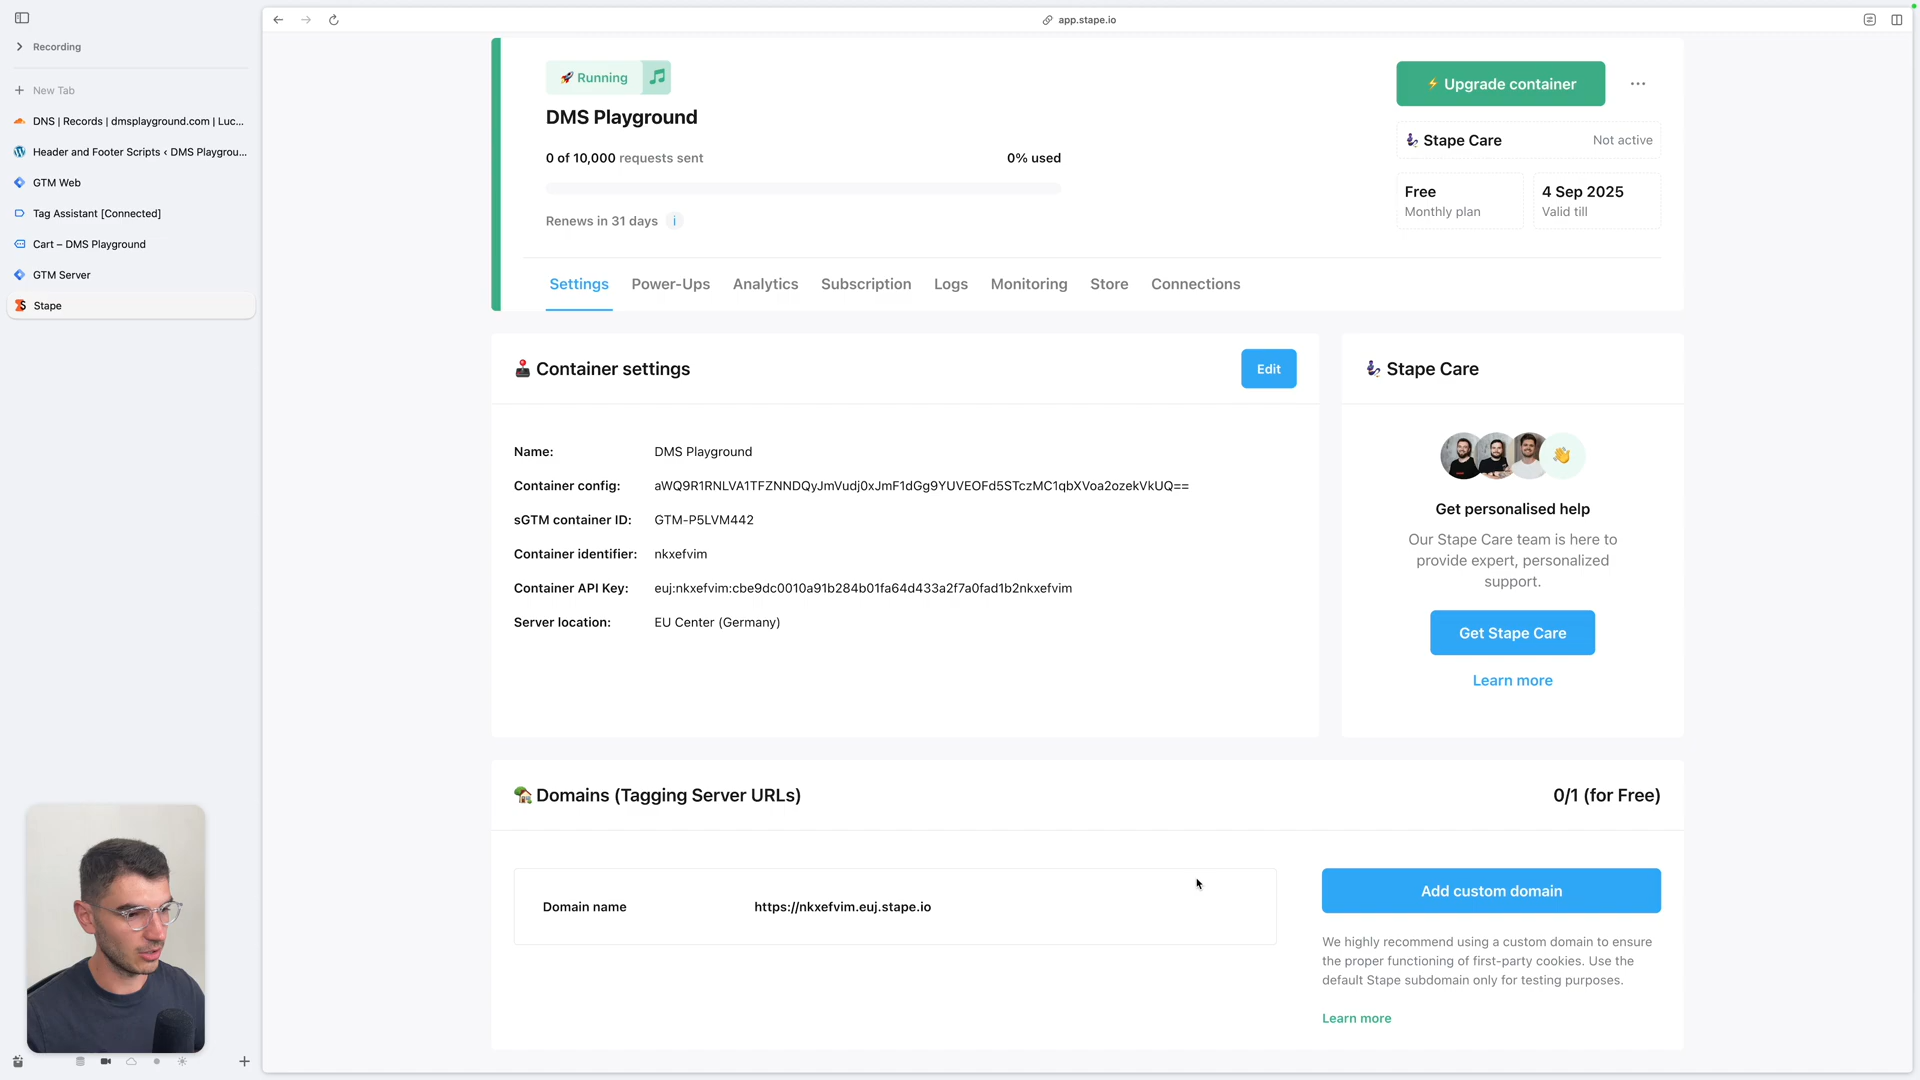 Recording
app.stape.io
New Tab
DNS | Records | dmsplayground.com | Luc...
Header and Footer Scripts ‹ DMS Playgrou...
GTM Web
Tag Assistant [Connected]
Cart – DMS Playground
GTM Server
Stape
Running
DMS Playground
0 of 10,000 requests sent
0% used
Renews in 31 days
Upgrade container
Stape Care
Not active
Free
Monthly plan
4 Sep 2025
Valid till
Settings
Power-Ups
Analytics
Subscription
Logs
Monitoring
Store
Connections
Container settings
Edit
Name:
DMS Playground
Container config:
aWQ9R1RNLVA1TFZNNDQyJmVudj0xJmF1dGg9YUVEOFd5STczMC1qbXVoa2ozekVkUQ==
sGTM container ID:
GTM-P5LVM442
Container identifier:
nkxefvim
Container API Key:
euj:nkxefvim:cbe9dc0010a91b284b01fa64d433a2f7a0fad1b2nkxefvim
Server location:
EU Center (Germany)
Stape Care
Get personalised help
Our Stape Care team is here to
provide expert, personalized
support.
Get Stape Care
Learn more
Domains (Tagging Server URLs)
0/1 (for Free)
Domain name
https://nkxefvim.euj.stape.io
Add custom domain
We highly recommend using a custom domain to ensure
the proper functioning of first-party cookies. Use the
default Stape subdomain only for testing purposes.
Learn more